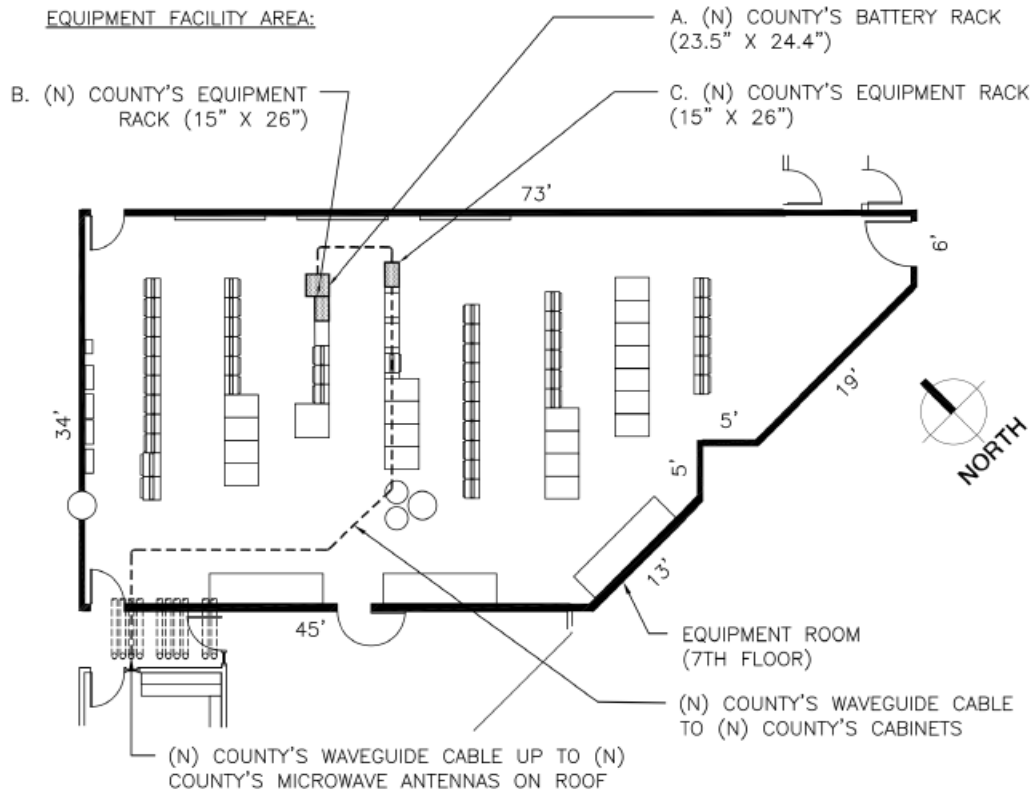 EQUIPMENT FACILITY AREA:
A. (N) COUNTY'S BATTERY RACK
(23.5" X 24.4")
B. (N) COUNTY'S EQUIPMENT
RACK (15" X 26")
C. (N) COUNTY'S EQUIPMENT RACK
(15" X 26")
73'
6'
19'
34'
5'
5'
NORTH
13'
45'
EQUIPMENT ROOM
(7TH FLOOR)
(N) COUNTY'S WAVEGUIDE CABLE
TO (N) COUNTY'S CABINETS
(N) COUNTY'S WAVEGUIDE CABLE UP TO (N)
COUNTY'S MICROWAVE ANTENNAS ON ROOF